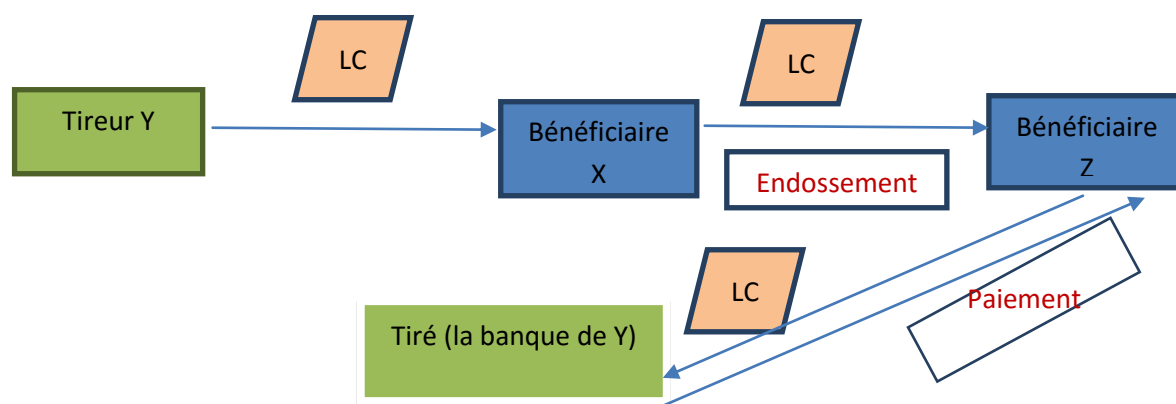 LC
LC
Tireur Y
Bénéficiaire
X
Bénéficiaire
Z
Endossement
LC
Paiement
Tiré (la banque de Y)